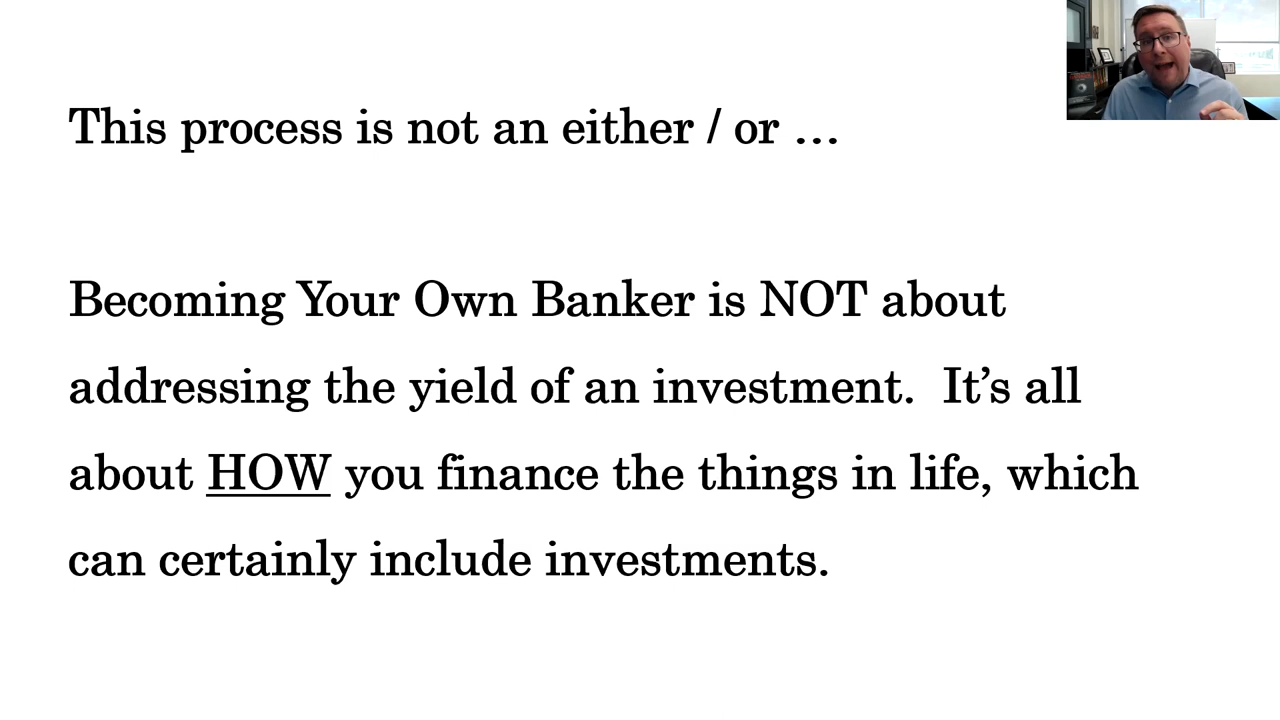 This process is not an either / or ...
Becoming Your Own Banker is NOT about
addressing the yield of an investment.  It’s all
about HOW you finance the things in life, which
can certainly include investments.